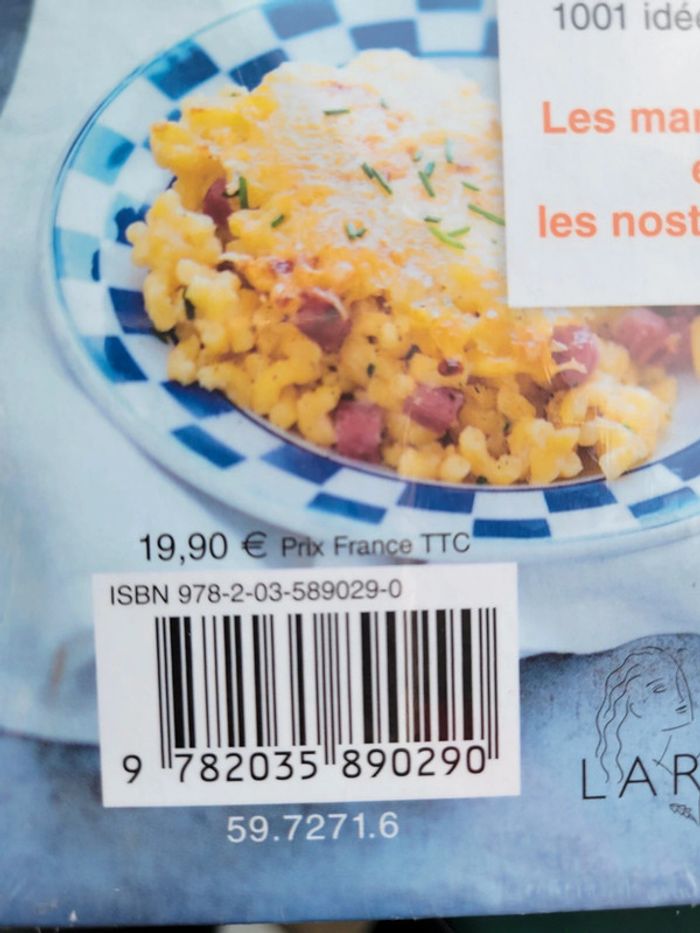 1001 idée
Les mar
les nost
19,90 € Prix France TTC
ISBN 978-2-03-589029-0
9 782035 890290
59.7271.6
LAR